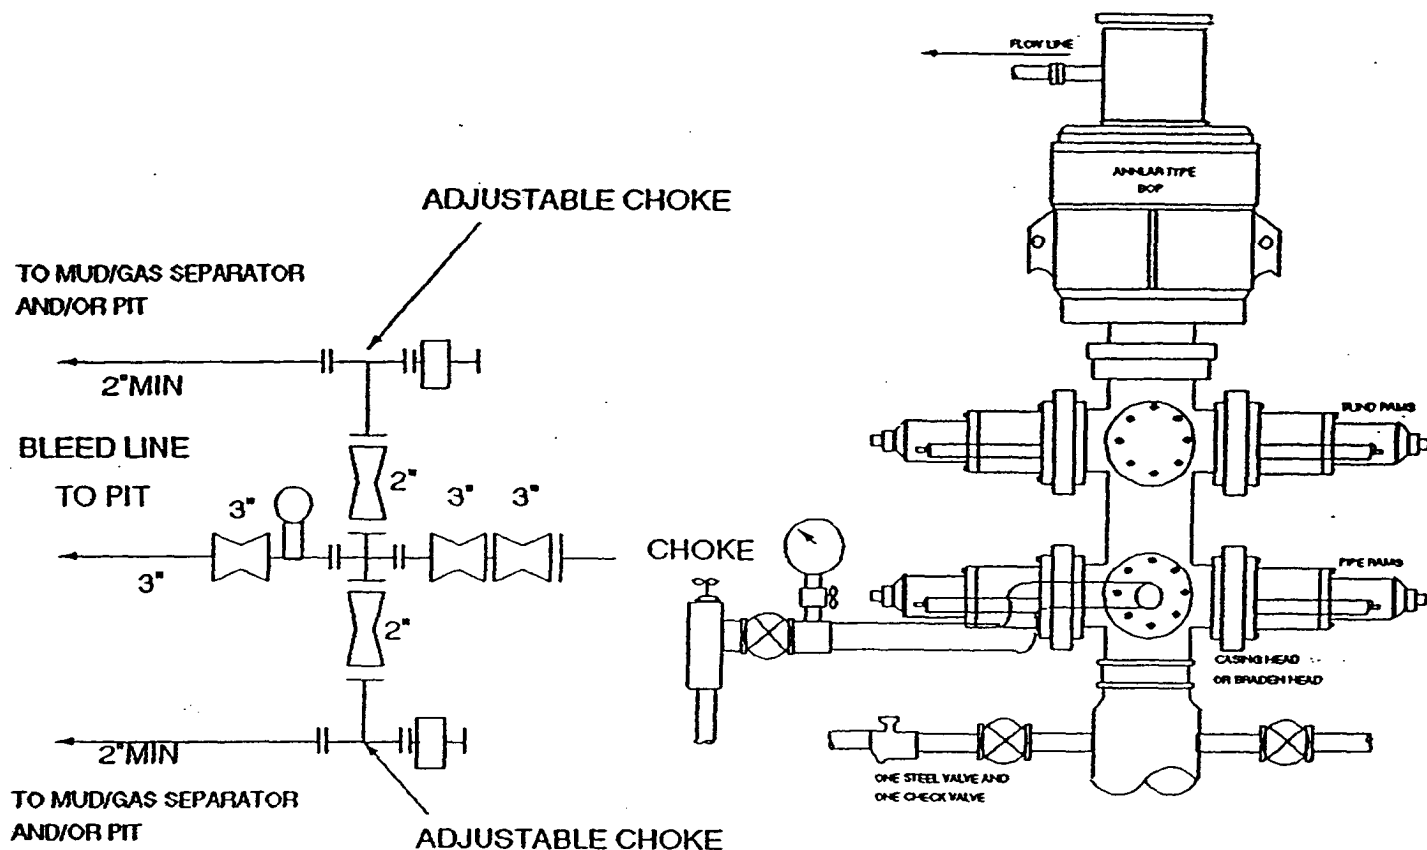 FLOW LINE
ANNLAR TYPE
BOP
ADJUSTABLE CHOKE
TO MUD/GAS SEPARATOR
AND/OR PIT
2"MIN
BLIND RAMS
BLEED LINE
TO PIT
2"
3"
3"
3"
3"
CHOKE
PIPE RAMS
2"
CASING HEAD
OR BRADEN HEAD
2"MIN
ONE STEEL VALVE AND
ONE CHECK VALVE
TO MUD/GAS SEPARATOR
AND/OR PIT
ADJUSTABLE CHOKE